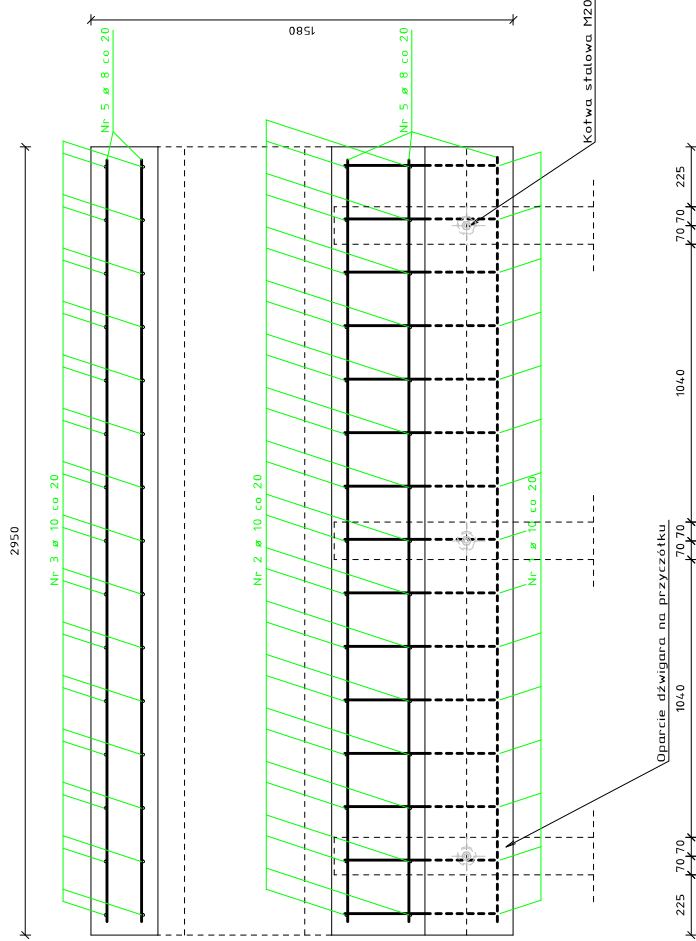 1580
Nr 5 ø 8 co 20
Nr 5 ø 8 co 20
Kotwa stalowa M20
225
70 70
1040
2950
Nr 3 ø 10 co 20
Nr 2 ø 10 co 20
Nr 1 ø 10 co 20
70 70
Oparcie dźwigara na przyczółku
1040
70 70
225